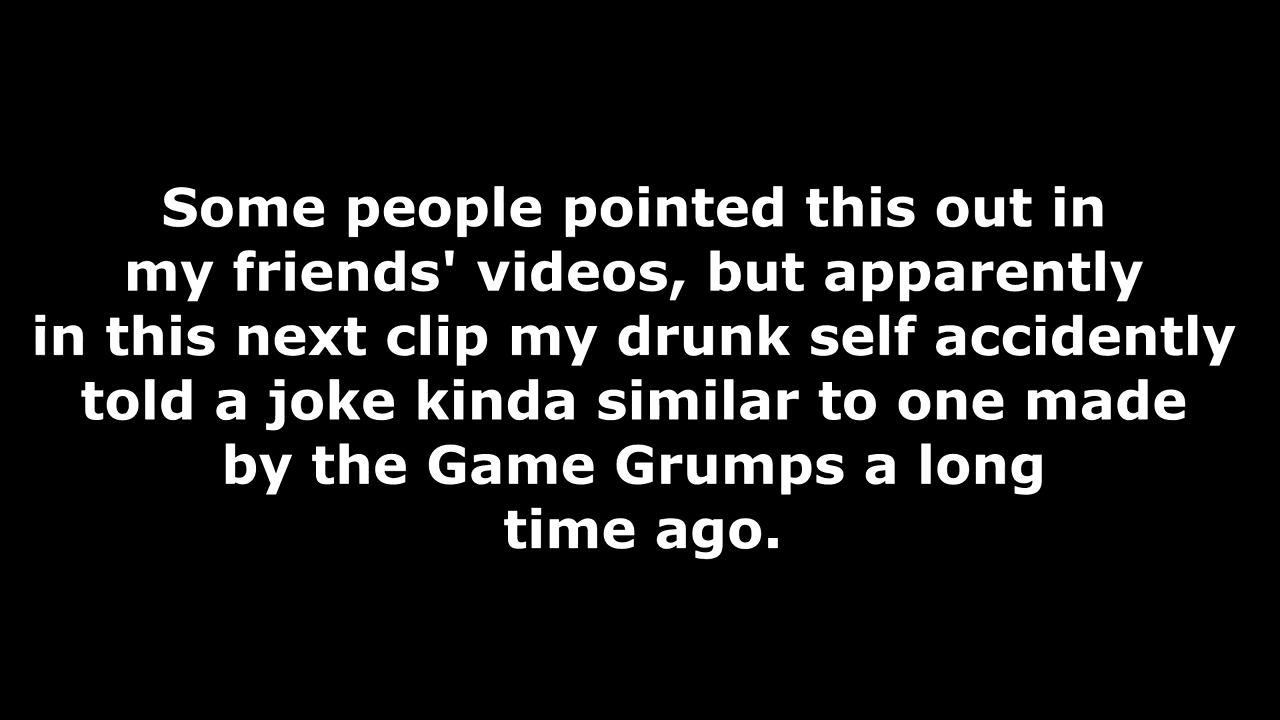 Some people pointed this out in
my friends' videos, but apparently
in this next clip my drunk self accidently
told a joke kinda similar to one made
by the Game Grumps a long
time ago.